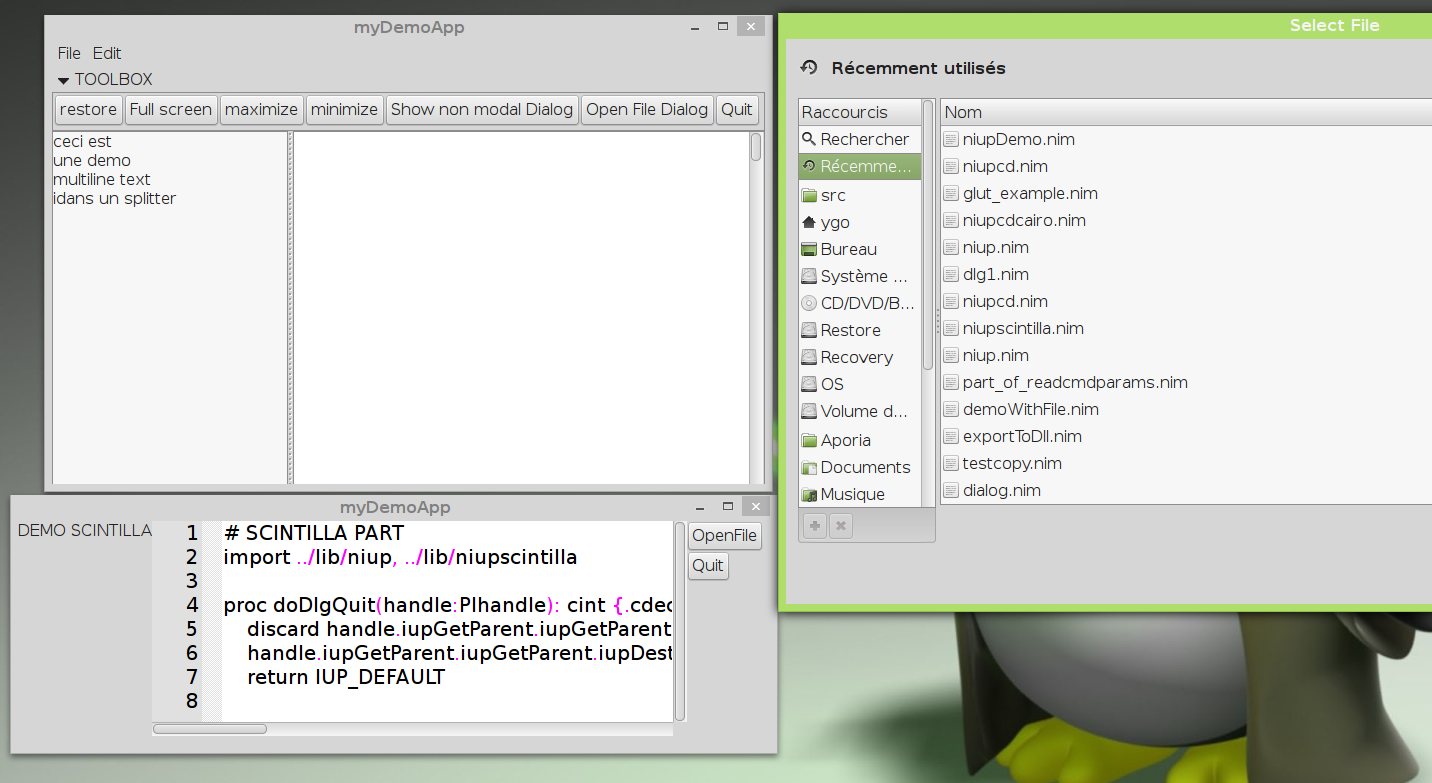 myDemoApp
File Edit
TOOLBOX
restore Full screen maximize minimize Show non modal Dialog Open File Dialog Quit
ceci est
une demo
multiline text
idans un splitter
myDemoApp
DEMO SCINTILLA
1 # SCINTILLA PART
2 import ../lib/niup, ../lib/niupscintilla
3
4 proc doDlgQuit(handle:PIhandle): cint {.cdec
5 discard handle.iupGetParent.iupGetParent
6 handle.iupGetParent.iupGetParent.iupDest
7 return IUP_DEFAULT
8
OpenFile
Quit
Select File
Récemment utilisés
Raccourcis
Rechercher
Récemme...
src
ygo
Bureau
Système ...
CD/DVD/B...
Restore
Recovery
OS
Volume d...
Aporia
Documents
Musique
Nom
niupDemo.nim
niupcd.nim
glut_example.nim
niupcdcairo.nim
niup.nim
dlg1.nim
niupcd.nim
niupscintilla.nim
niup.nim
part_of_readcmdparams.nim
demoWithFile.nim
exportToDll.nim
testcopy.nim
dialog.nim